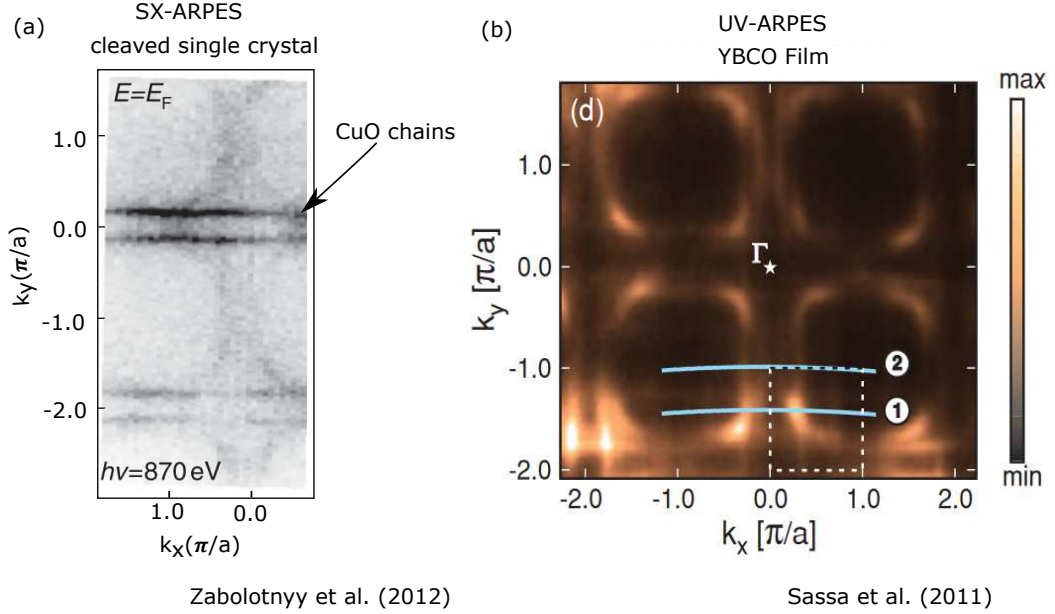 (a)
SX-ARPES
cleaved single crystal
E=E_F
CuO chains
1.0
0.0
-1.0
-2.0
k_y(π/a)
hν=870 eV
1.0 0.0
k_x(π/a)
Zabolotnyy et al. (2012)
(b)
UV-ARPES
YBCO Film
(d)
max
min
1.0
0.0
-1.0
-2.0
k_y [π/a]
Γ
2
1
-2.0 -1.0 0.0 1.0 2.0
k_x [π/a]
Sassa et al. (2011)